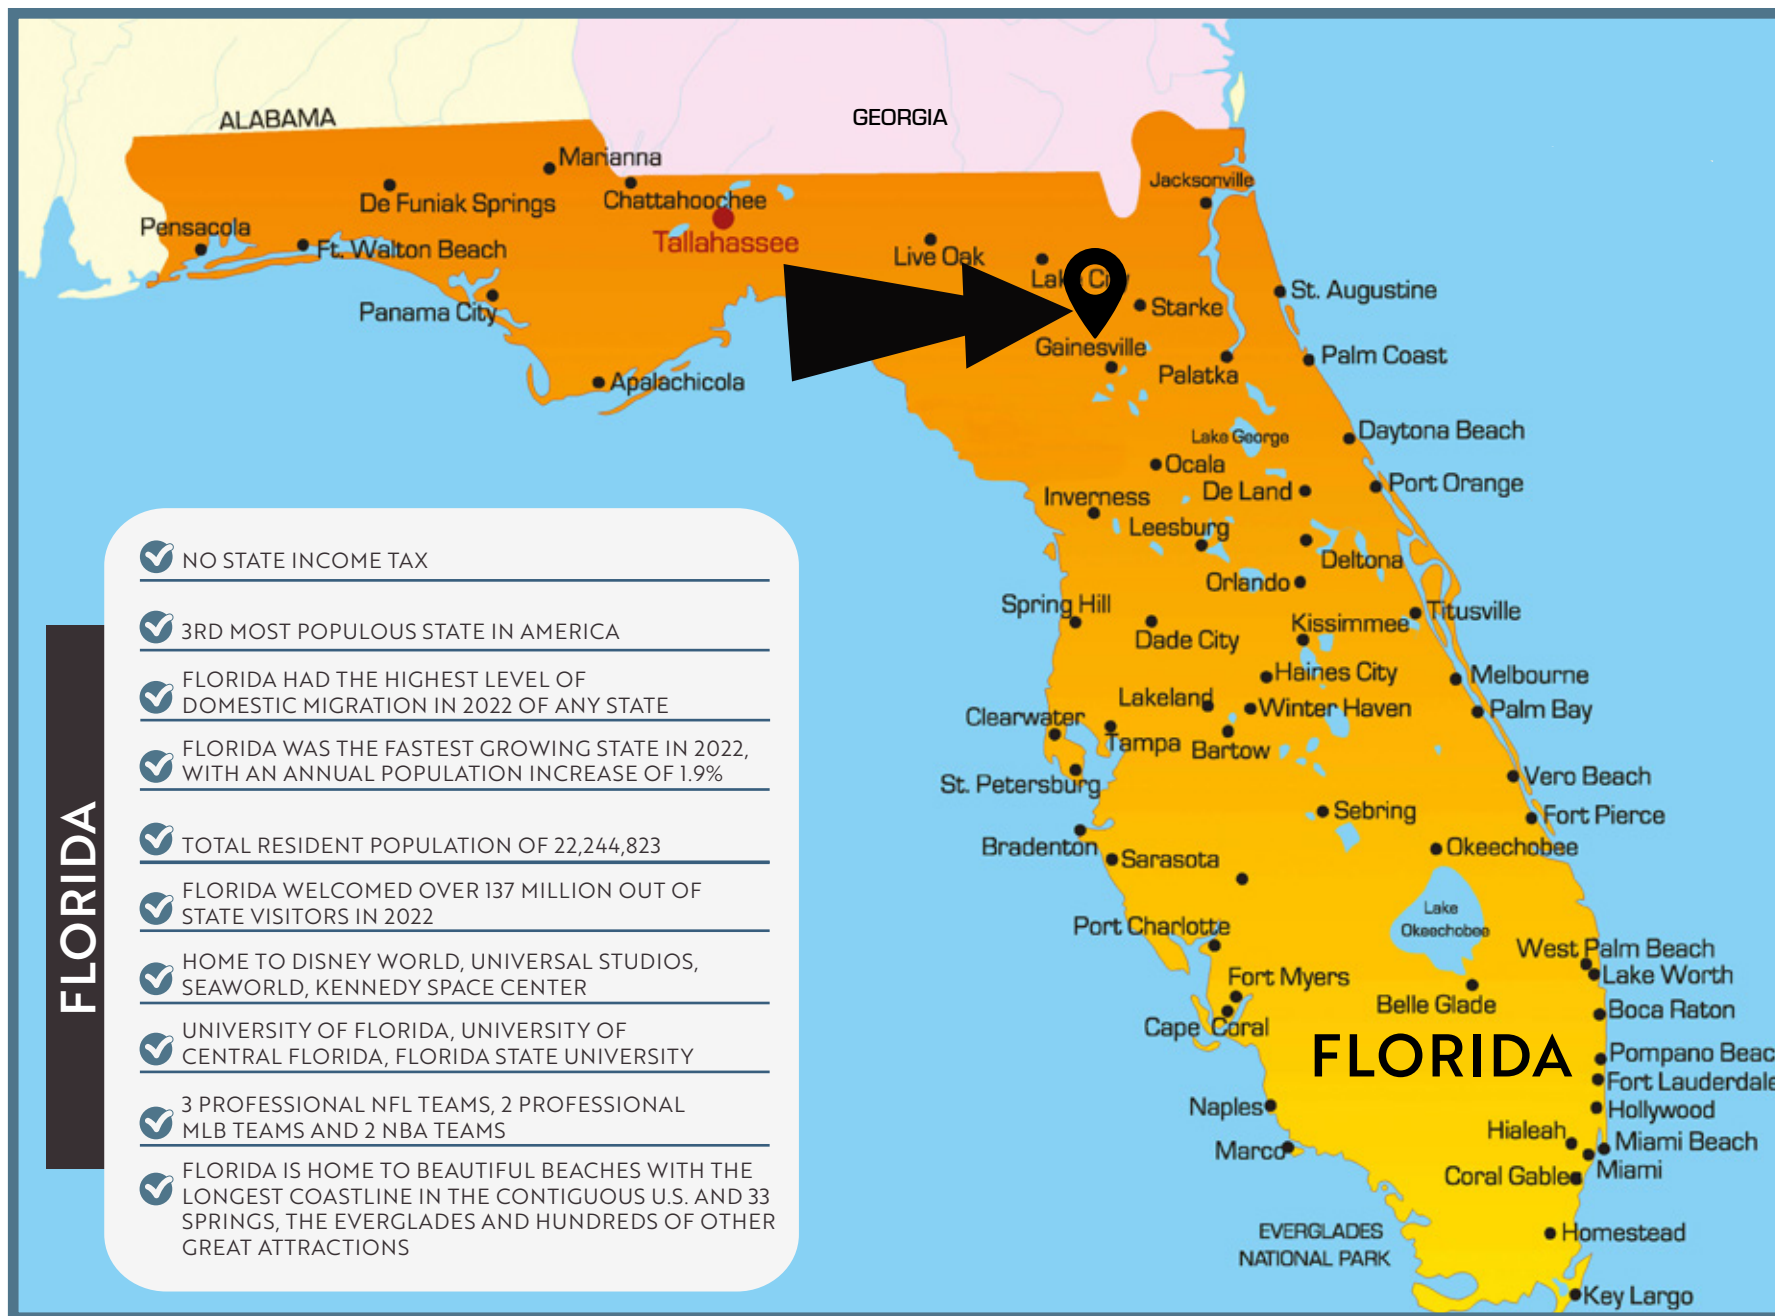 ALABAMA
GEORGIA
Marianna
De Funiak Springs
Chattahoochee
Jacksonville
Pensacola
Ft. Walton Beach
Tallahassee
Live Oak
Lake City
Starke
St. Augustine
Panama City
Gainesville
Palatka
Palm Coast
Apalachicola
Lake George
Daytona Beach
Ocala
De Land
Port Orange
Inverness
Leesburg
Deltona
Orlando
Spring Hill
Titusville
Dade City
Kissimmee
Haines City
Melbourne
Lakeland
Winter Haven
Palm Bay
Clearwater
Tampa
Bartow
St. Petersburg
Vero Beach
Sebring
Fort Pierce
Bradenton
Sarasota
Okeechobee
Lake
Okeechobee
Port Charlotte
West Palm Beach
Lake Worth
Fort Myers
Belle Glade
Boca Raton
Cape Coral
FLORIDA
Pompano Beac
Fort Lauderdale
Naples
Hollywood
Hialeah
Miami Beach
Marco
Miami
Coral Gable
EVERGLADES
NATIONAL PARK
Homestead
Key Largo
FLORIDA
NO STATE INCOME TAX
3RD MOST POPULOUS STATE IN AMERICA
FLORIDA HAD THE HIGHEST LEVEL OF
DOMESTIC MIGRATION IN 2022 OF ANY STATE
FLORIDA WAS THE FASTEST GROWING STATE IN 2022,
WITH AN ANNUAL POPULATION INCREASE OF 1.9%
TOTAL RESIDENT POPULATION OF 22,244,823
FLORIDA WELCOMED OVER 137 MILLION OUT OF
STATE VISITORS IN 2022
HOME TO DISNEY WORLD, UNIVERSAL STUDIOS,
SEAWORLD, KENNEDY SPACE CENTER
UNIVERSITY OF FLORIDA, UNIVERSITY OF
CENTRAL FLORIDA, FLORIDA STATE UNIVERSITY
3 PROFESSIONAL NFL TEAMS, 2 PROFESSIONAL
MLB TEAMS AND 2 NBA TEAMS
FLORIDA IS HOME TO BEAUTIFUL BEACHES WITH THE
LONGEST COASTLINE IN THE CONTIGUOUS U.S. AND 33
SPRINGS, THE EVERGLADES AND HUNDREDS OF OTHER
GREAT ATTRACTIONS